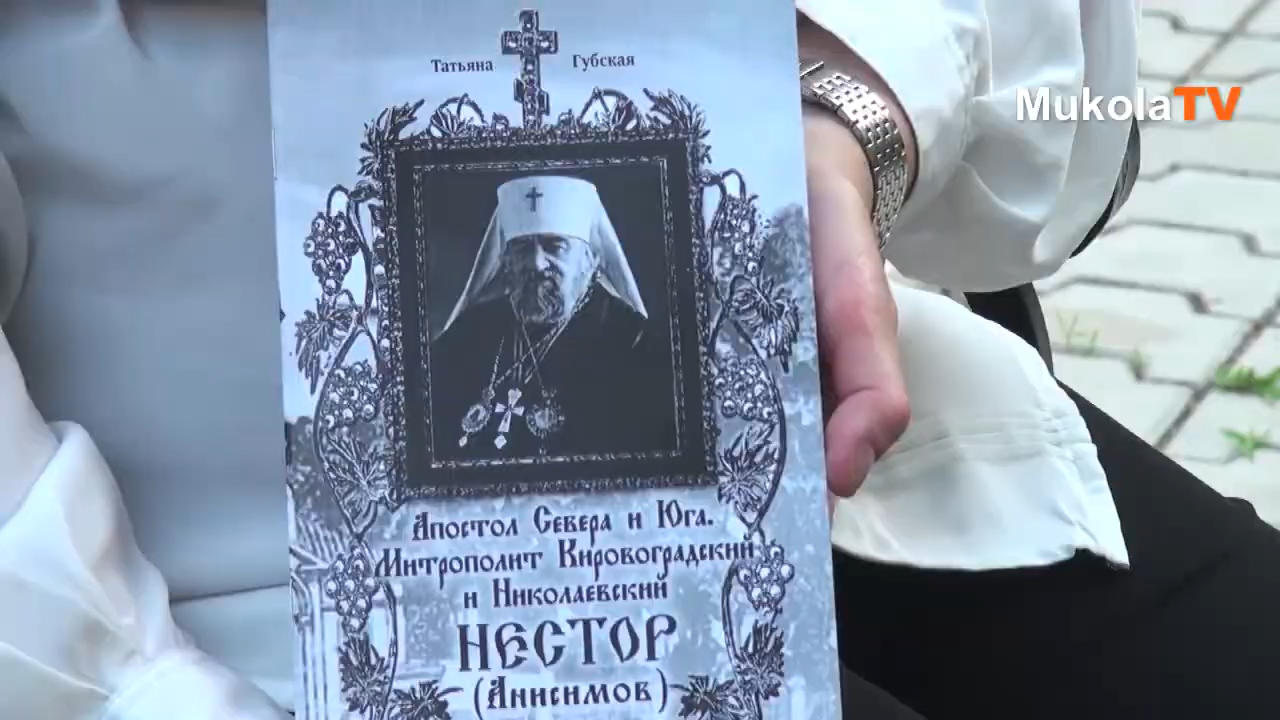 MukolaTV
Татьяна Губская
Апостол Севера и Юга.
Митрополит Кировоградский
и Николаевский
НЕСТОР
(Анисимов)